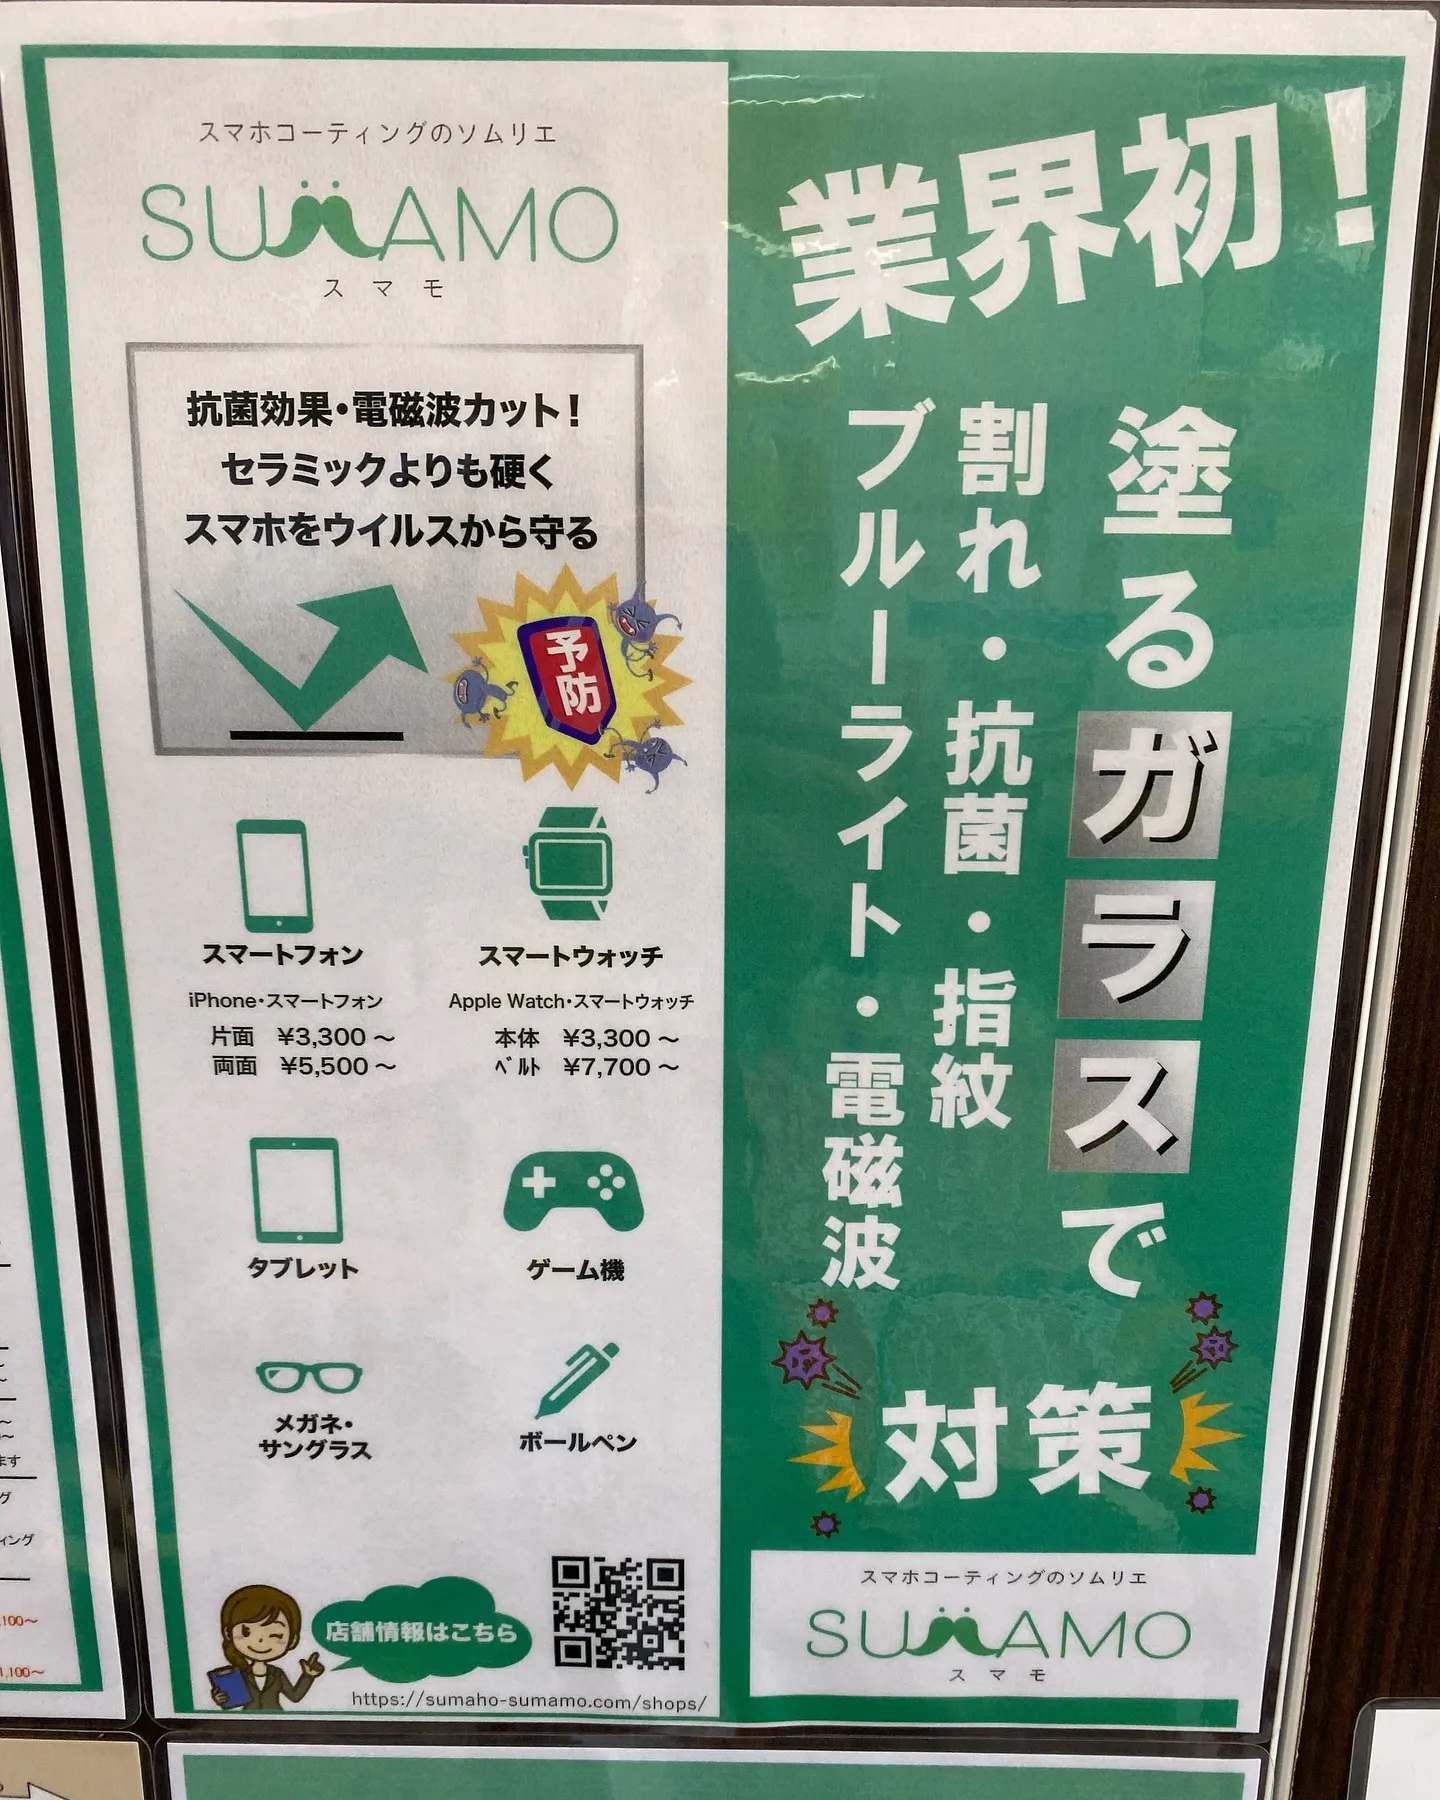 スマホコーティングのソムリエ
SUMAMO
スマモ
抗菌効果・電磁波カット！
セラミックよりも硬く
スマホをウイルスから守る
予防
スマートフォン
iPhone・スマートフォン
片面 ¥3,300～
両面 ¥5,500～
スマートウォッチ
Apple Watch・スマートウォッチ
本体 ¥3,300～
ﾍﾞﾙﾄ ¥7,700～
タブレット
ゲーム機
メガネ・
サングラス
ボールペン
店舗情報はこちら
https://sumaho-sumamo.com/shops/
業界初！
塗るガラスで
割れ・抗菌・指紋
ブルーライト・電磁波
対策
スマホコーティングのソムリエ
SUMAMO
スマモ
ます
グ
ィング
100～
1,100～